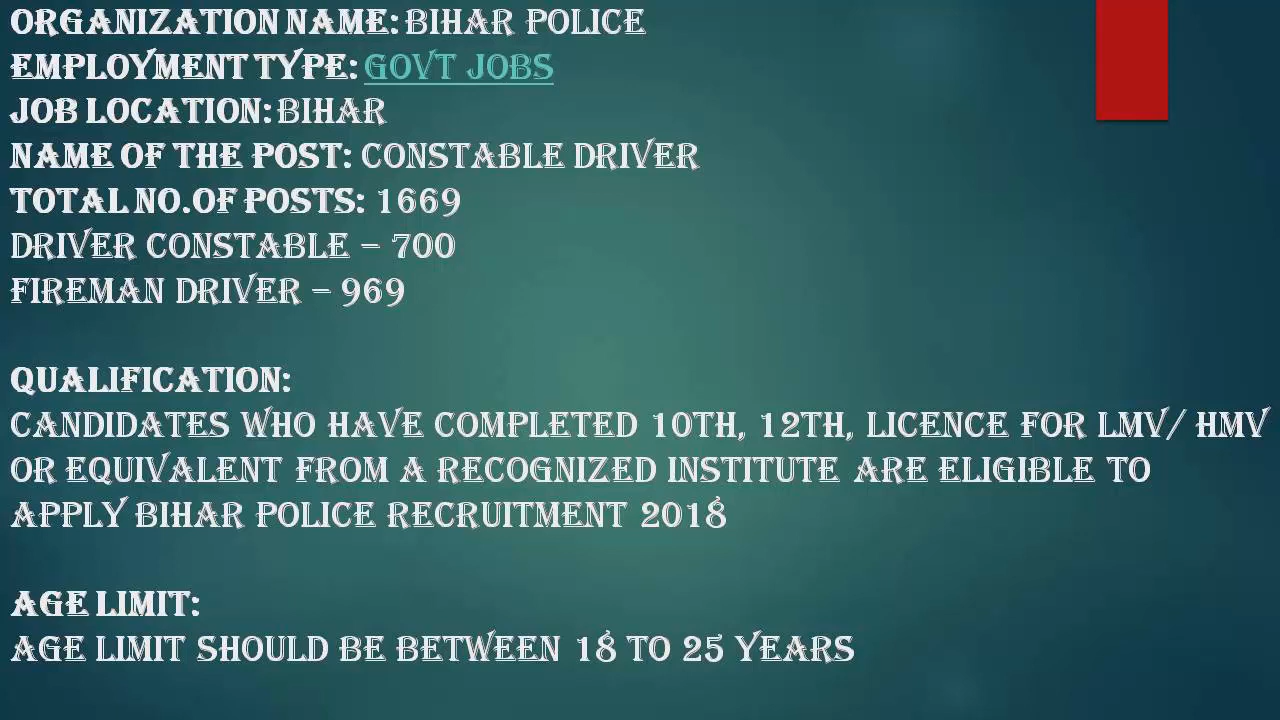 ORGANIZATION NAME: BIHAR POLICE
EMPLOYMENT TYPE: GOVT JOBS
JOB LOCATION: BIHAR
NAME OF THE POST: CONSTABLE DRIVER
TOTAL NO.OF POSTS: 1669
DRIVER CONSTABLE – 700
FIREMAN DRIVER – 969
QUALIFICATION:
CANDIDATES WHO HAVE COMPLETED 10TH, 12TH, LICENCE FOR LMV/ HMV
OR EQUIVALENT FROM A RECOGNIZED INSTITUTE ARE ELIGIBLE TO
APPLY BIHAR POLICE RECRUITMENT 2018
AGE LIMIT:
AGE LIMIT SHOULD BE BETWEEN 18 TO 25 YEARS